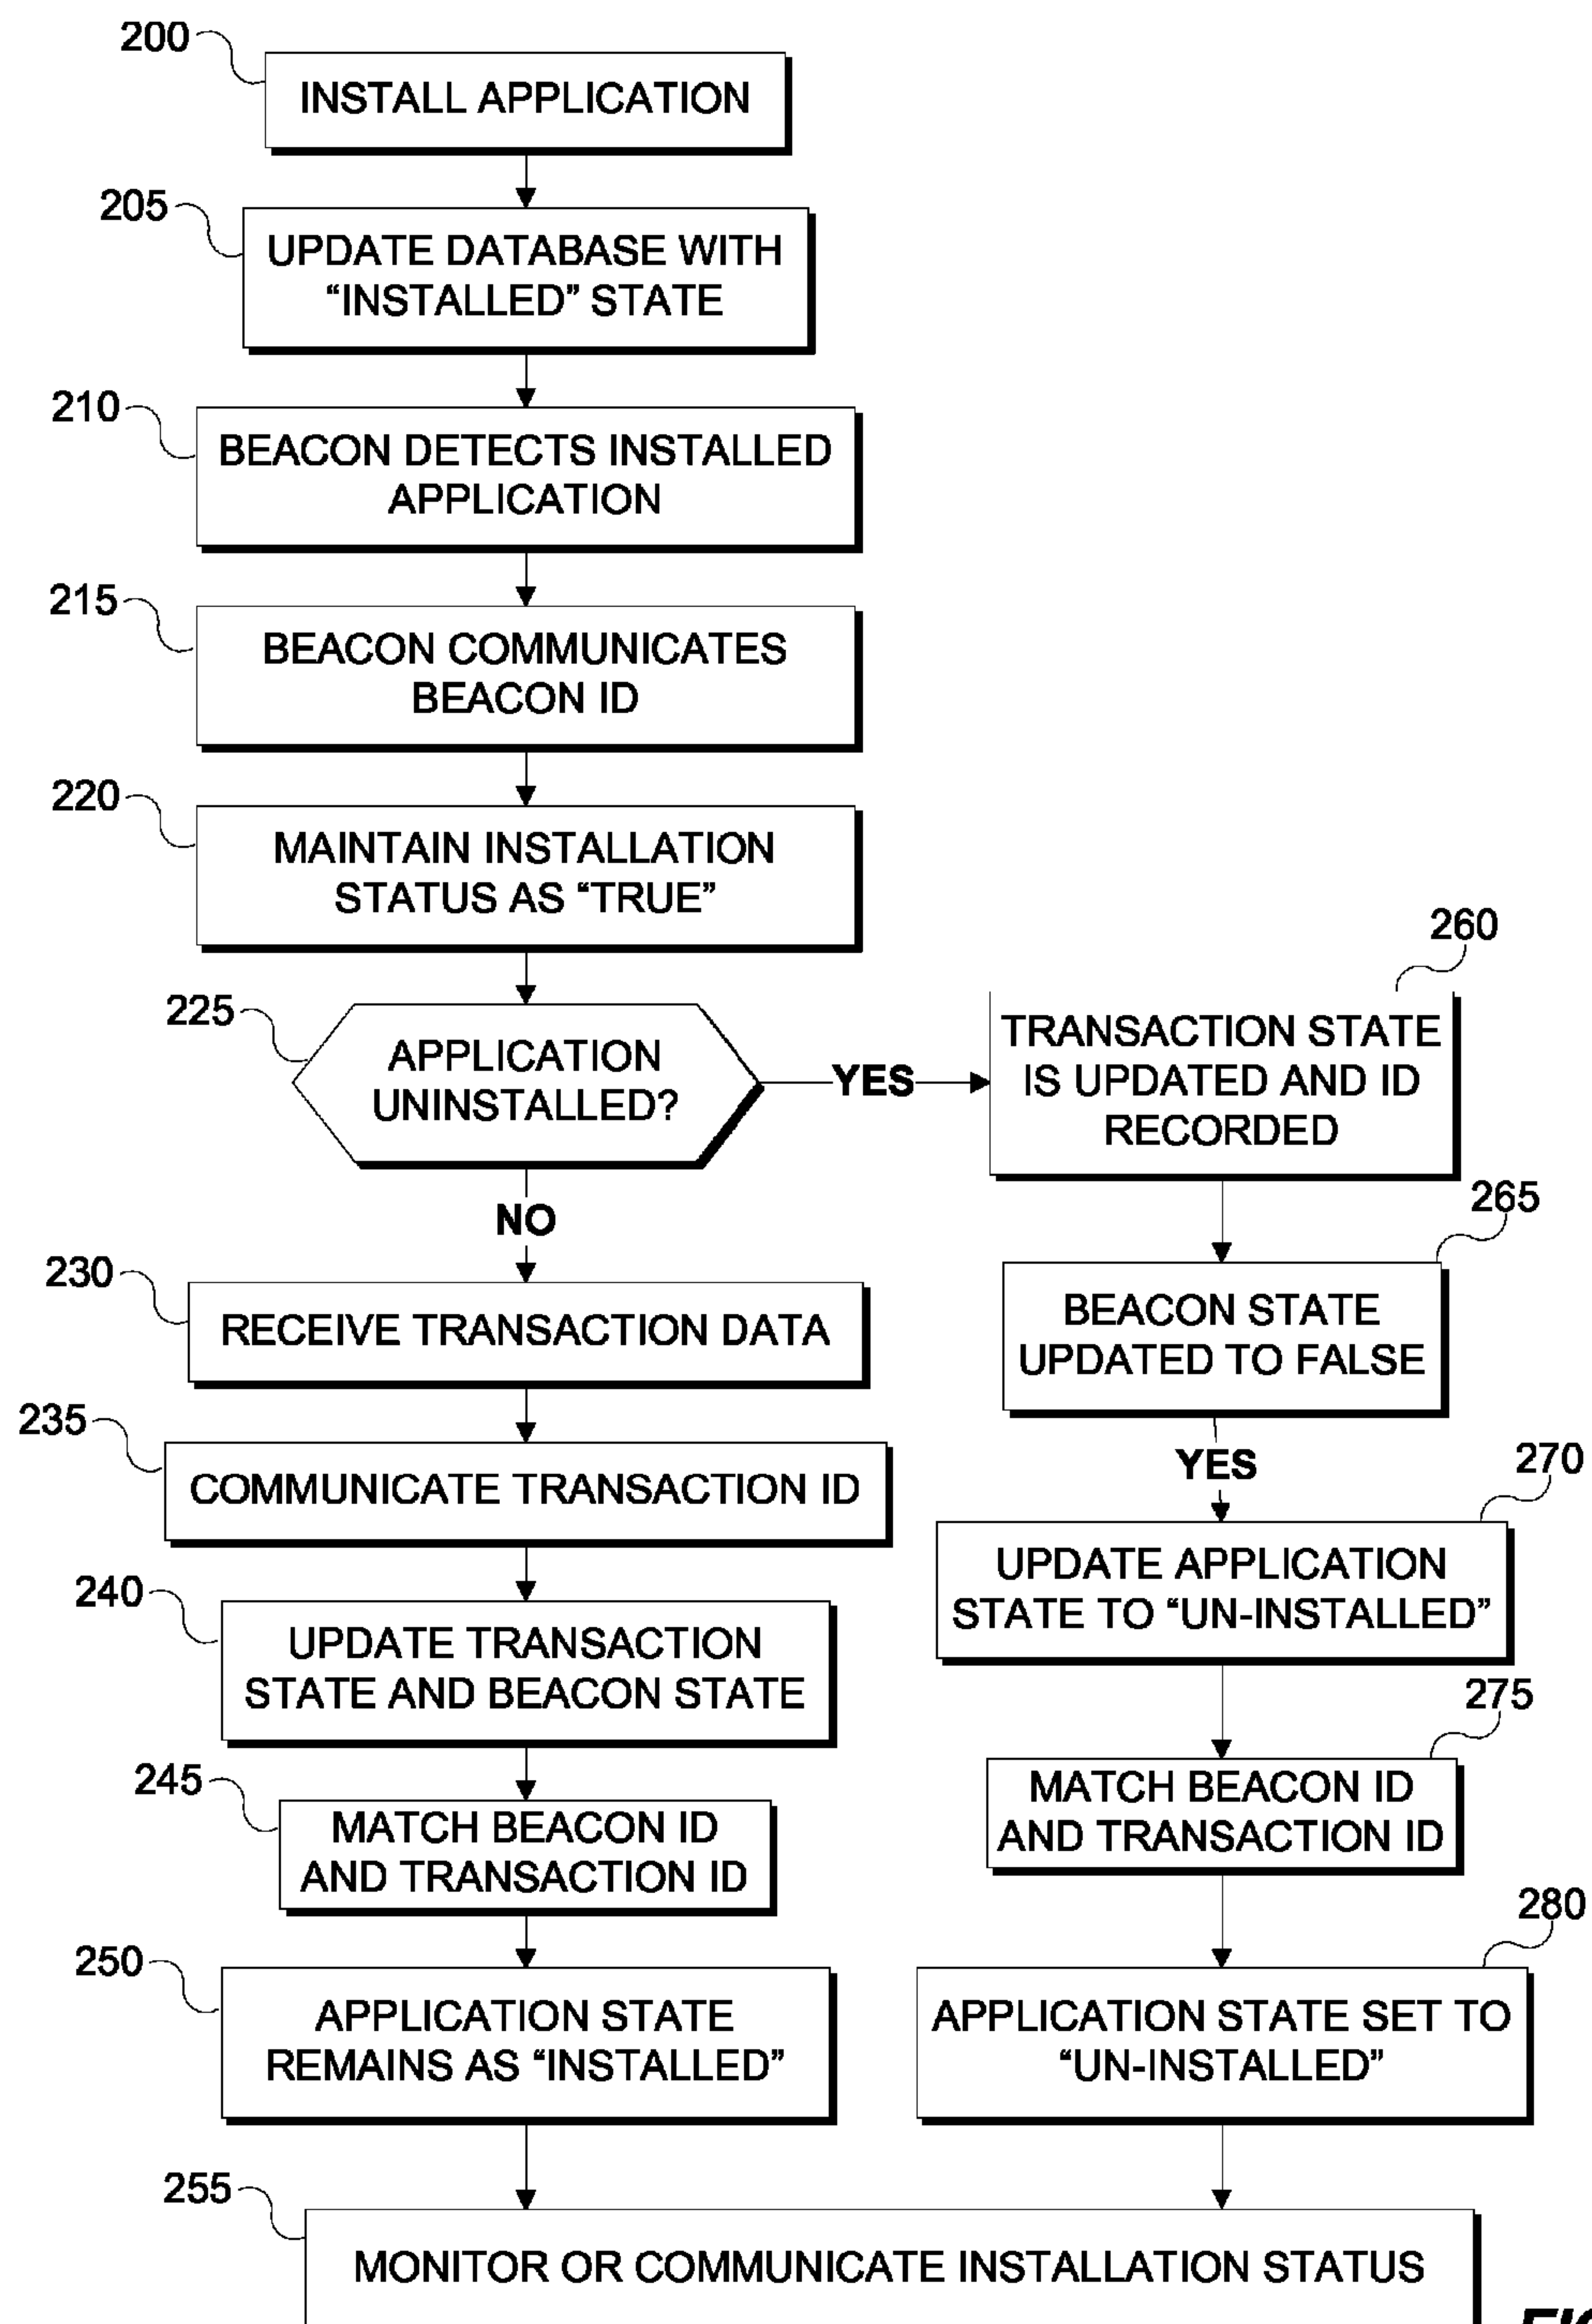 200
INSTALL APPLICATION
205
UPDATE DATABASE WITH
“INSTALLED” STATE
210
BEACON DETECTS INSTALLED
APPLICATION
215
BEACON COMMUNICATES
BEACON ID
220
MAINTAIN INSTALLATION
STATUS AS “TRUE”
225
APPLICATION
UNINSTALLED?
YES
NO
260
TRANSACTION STATE
IS UPDATED AND ID
RECORDED
265
BEACON STATE
UPDATED TO FALSE
YES
270
UPDATE APPLICATION
STATE TO “UN-INSTALLED”
275
MATCH BEACON ID
AND TRANSACTION ID
280
APPLICATION STATE SET TO
“UN-INSTALLED”
230
RECEIVE TRANSACTION DATA
235
COMMUNICATE TRANSACTION ID
240
UPDATE TRANSACTION
STATE AND BEACON STATE
245
MATCH BEACON ID
AND TRANSACTION ID
250
APPLICATION STATE
REMAINS AS “INSTALLED”
255
MONITOR OR COMMUNICATE INSTALLATION STATUS